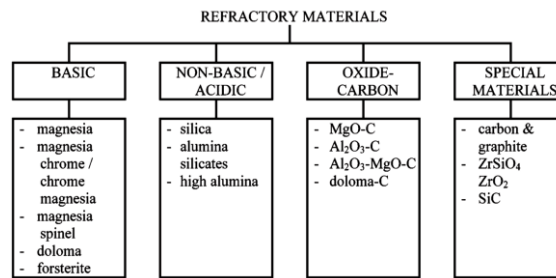 REFRACTORY MATERIALS
BASIC
- magnesia
- magnesia
chrome /
chrome
magnesia
- magnesia
spinel
- doloma
- forsterite
NON-BASIC /
ACIDIC
- silica
- alumina
silicates
- high alumina
OXIDE-
CARBON
- MgO-C
- Al₂O₃-C
- Al₂O₃-MgO-C
- doloma-C
SPECIAL
MATERIALS
- carbon &
graphite
- ZrSiO₄
ZrO₂
- SiC